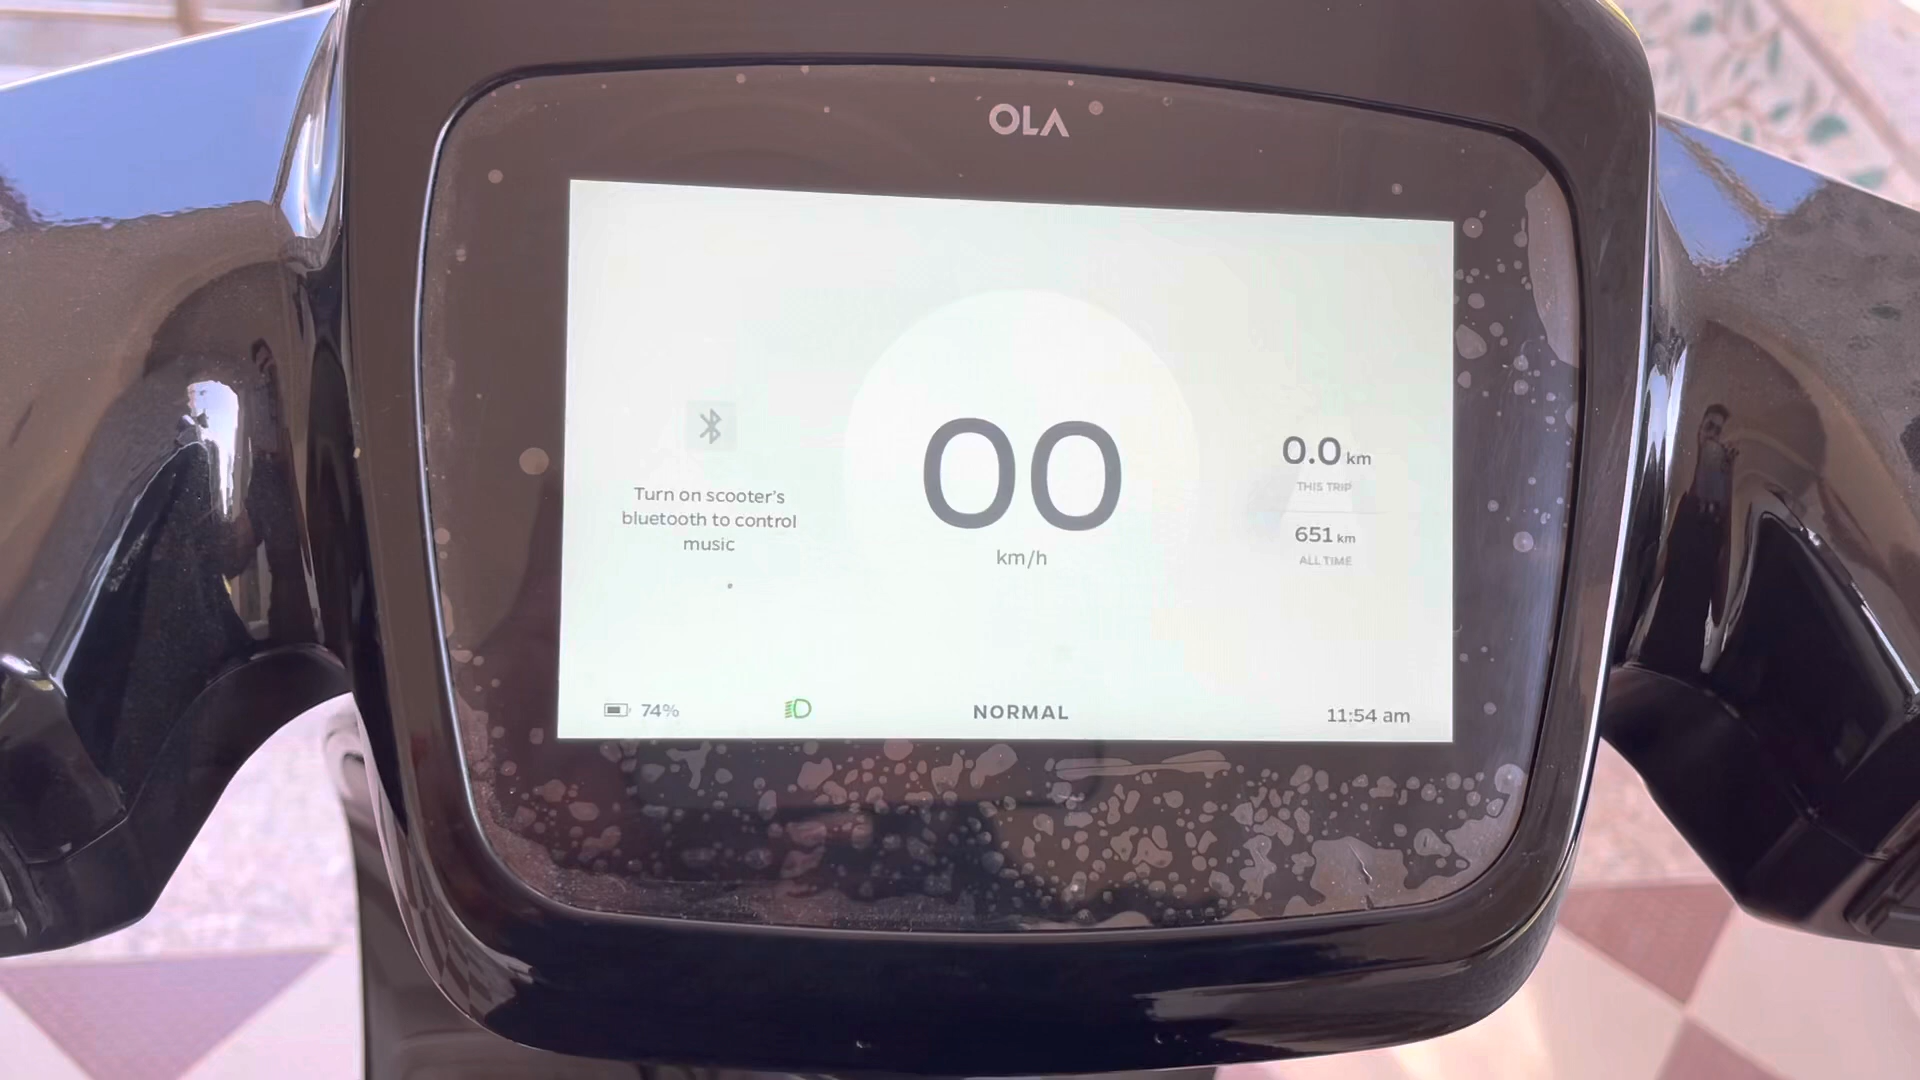 OLA
Turn on scooter's
bluetooth to control
music
00
km/h
0.0 km
THIS TRIP
651 km
ALL TIME
74%
NORMAL
11:54 am